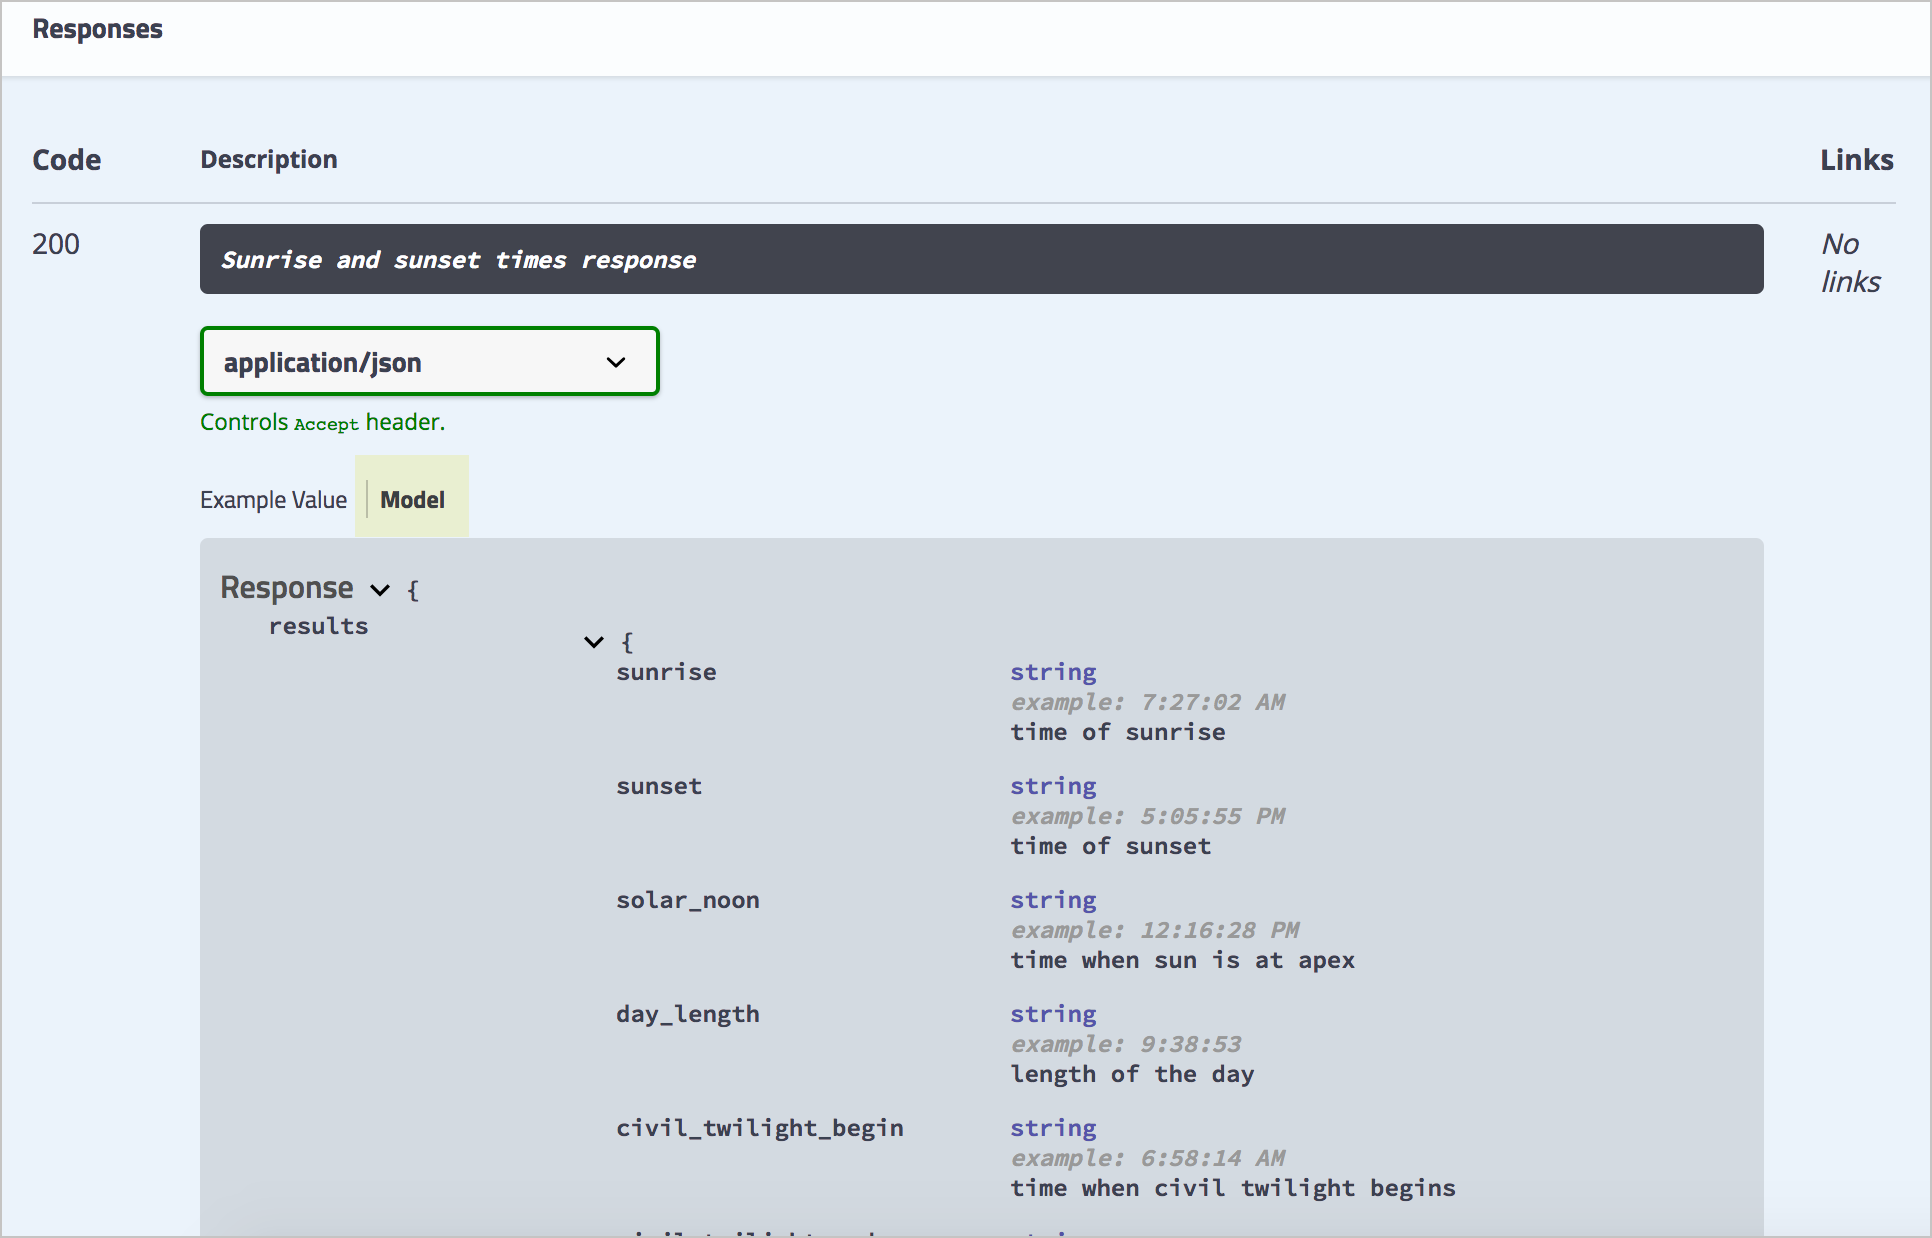 Responses
Code Description Links
200 Sunrise and sunset times response No links
application/json
Controls Accept header.
Example Value Model
Response {
results
{
sunrise string
example: 7:27:02 AM
time of sunrise
sunset string
example: 5:05:55 PM
time of sunset
solar_noon string
example: 12:16:28 PM
time when sun is at apex
day_length string
example: 9:38:53
length of the day
civil_twilight_begin string
example: 6:58:14 AM
time when civil twilight begins